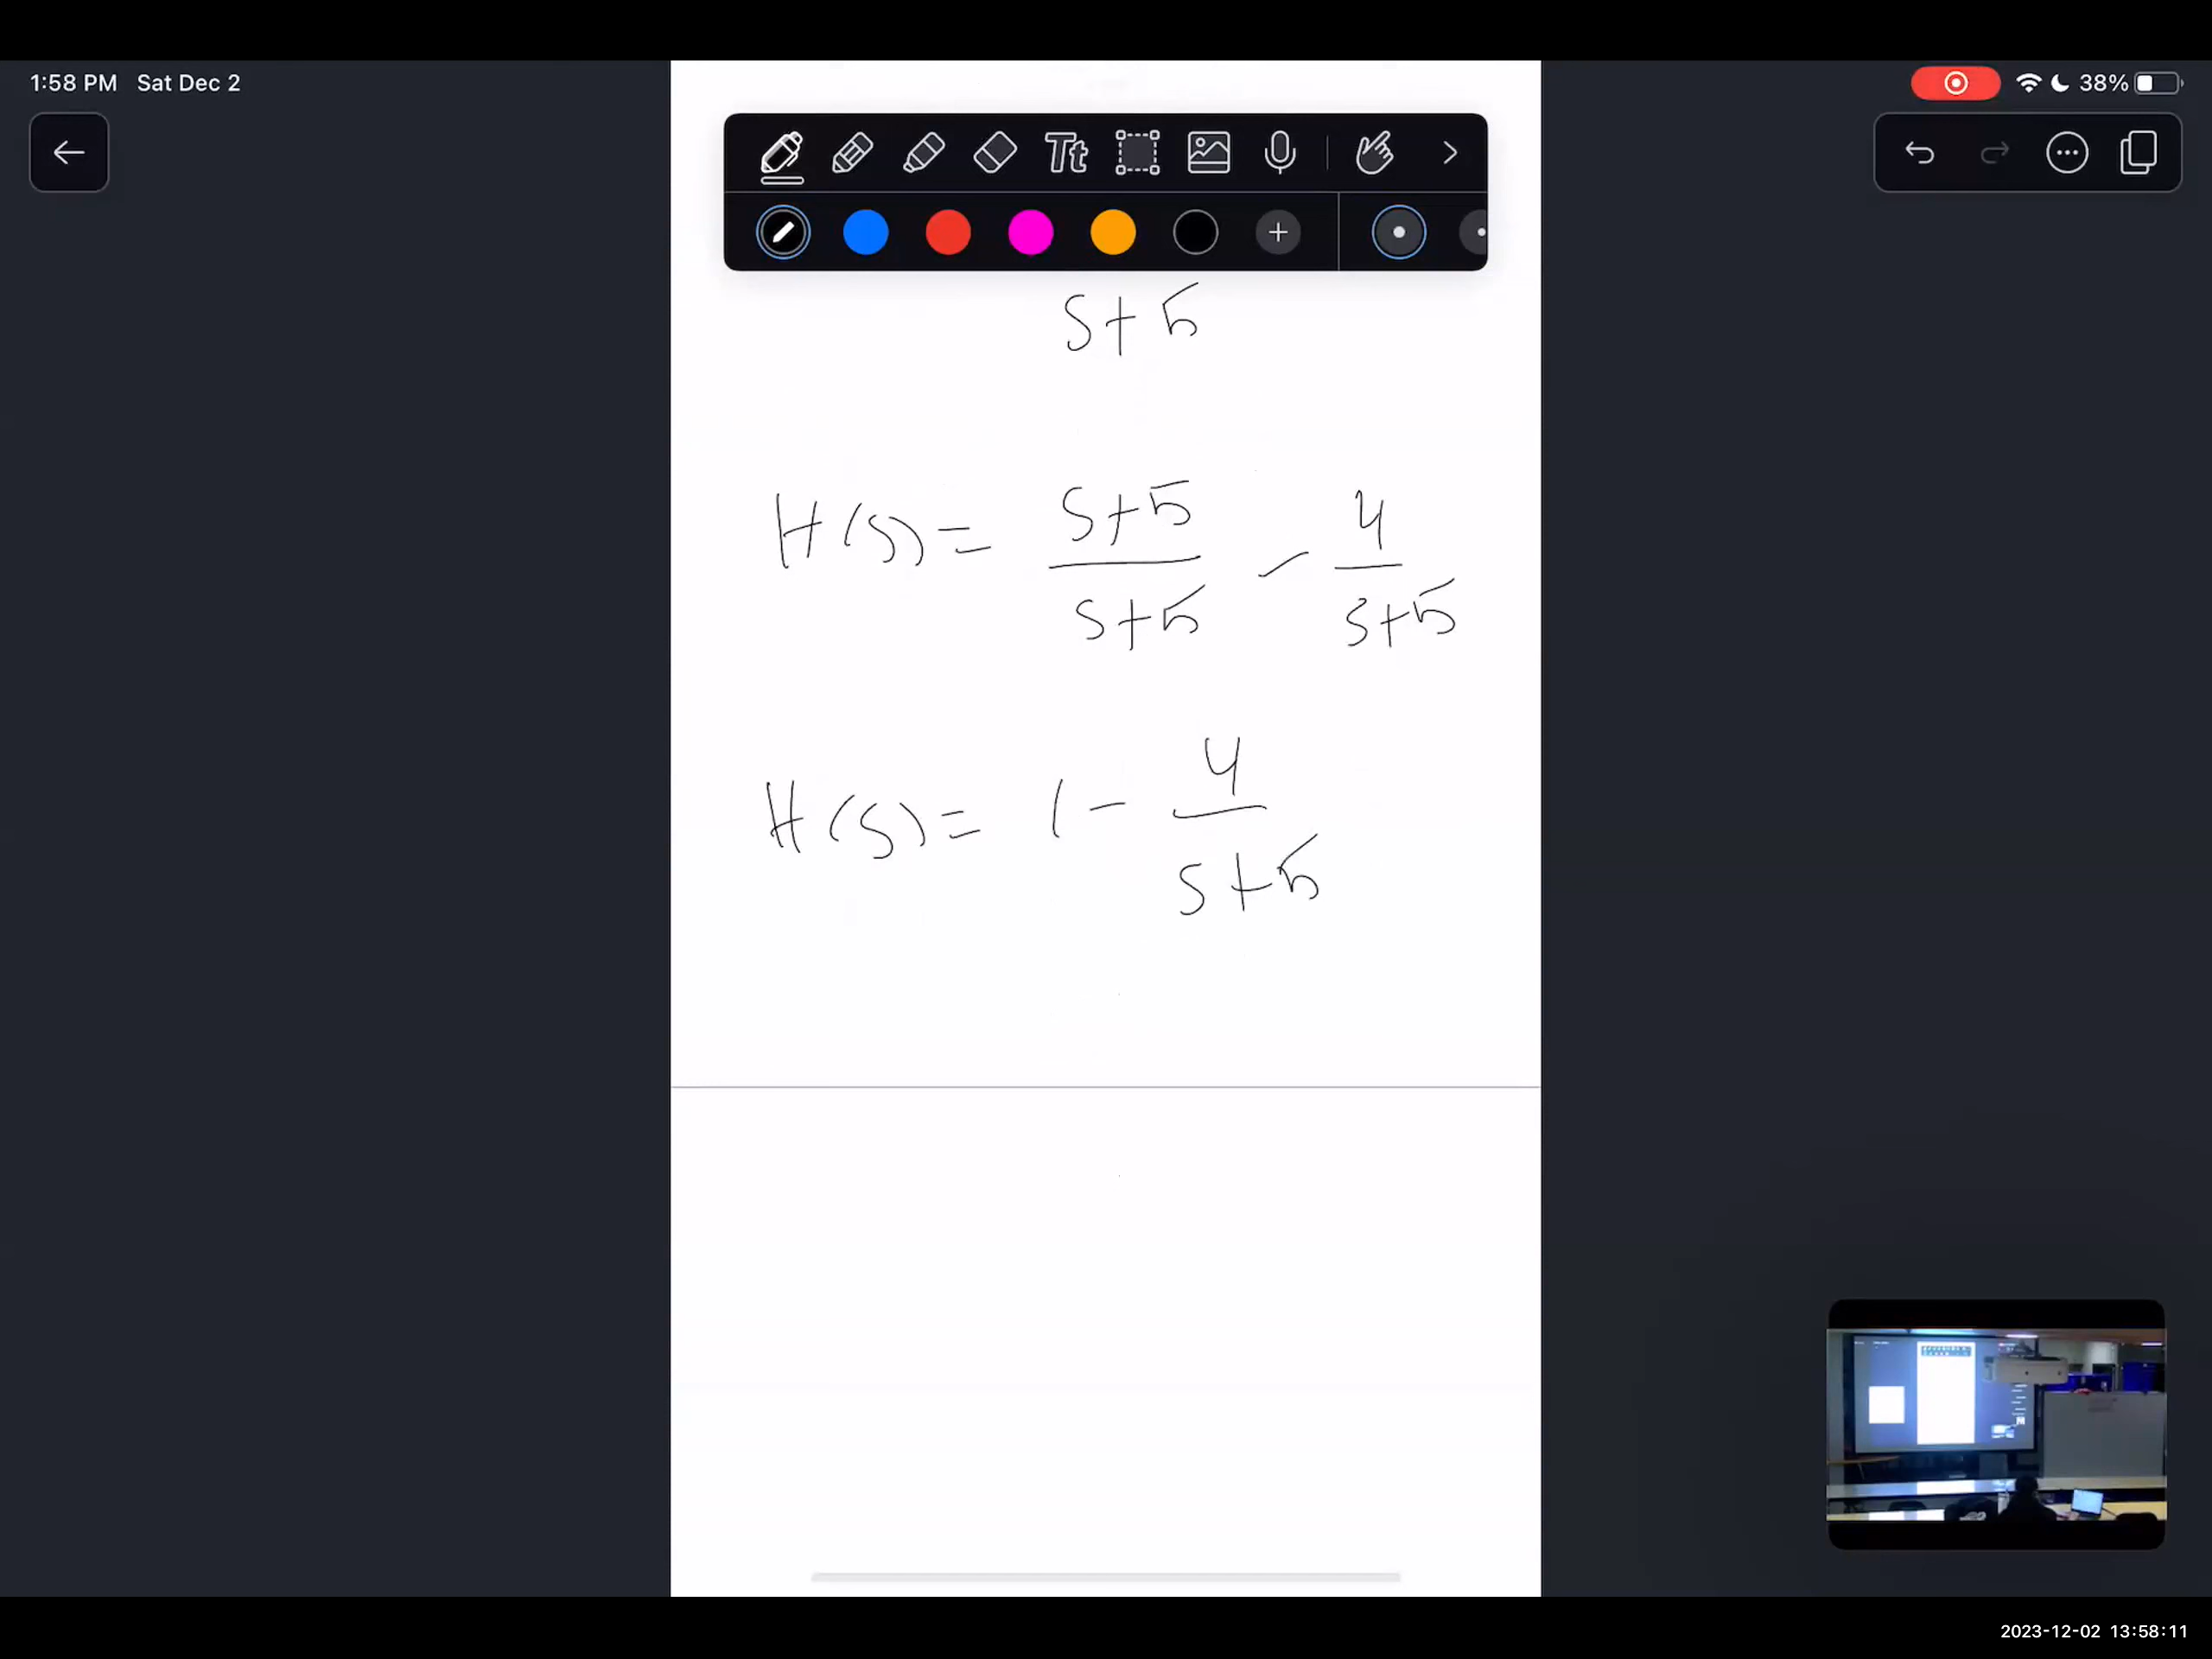 1:58 PM Sat Dec 2
38%
Tt
s+5
H(s)= s+5/s+5 - 4/s+5
H(s)= 1 - 4/s+5
2023-12-02 13:58:11